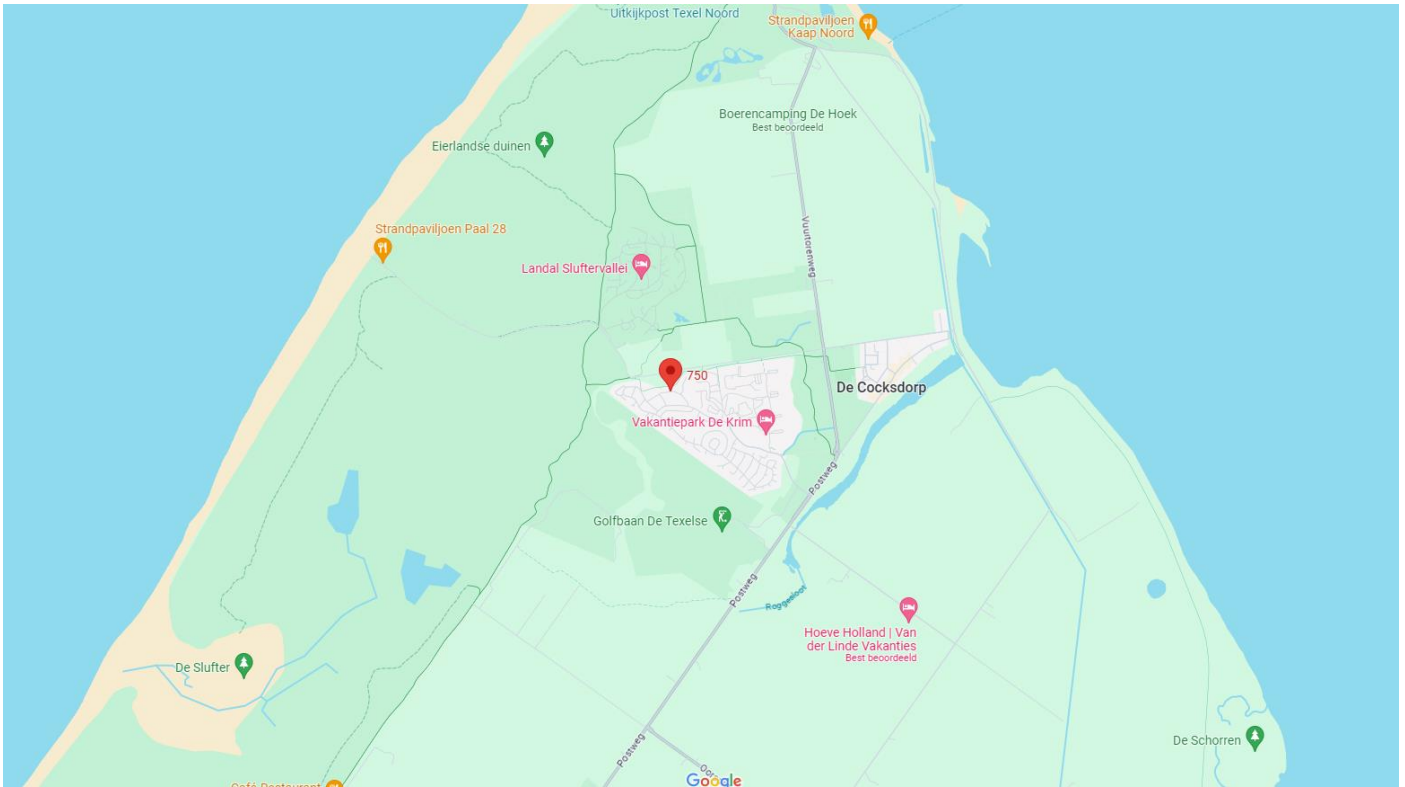 Uitkijkpost Texel Noord
Strandpaviljoen
Kaap Noord
Boerencamping De Hoek
Best beoordeeld
Eierlandse duinen
Strandpaviljoen Paal 28
Vuurtorenweg
Landal Sluftervallei
750
De Cocksdorp
Vakantiepark De Krim
Postweg
Golfbaan De Texelse
Postweg
Roggesloot
Hoeve Holland | Van
der Linde Vakanties
Best beoordeeld
De Slufter
De Schorren
Postweg
Google
Café-Restaurant